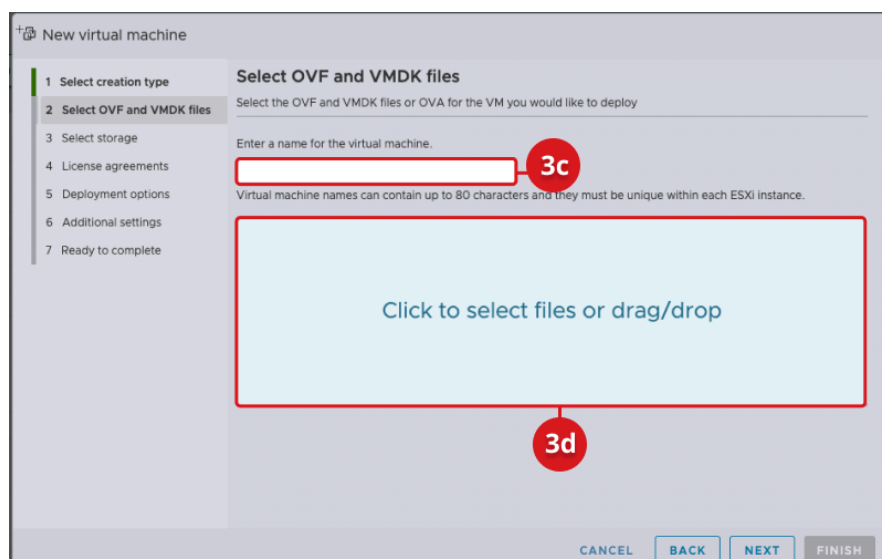 New virtual machine
1 Select creation type
2 Select OVF and VMDK files
3 Select storage
4 License agreements
5 Deployment options
6 Additional settings
7 Ready to complete
Select OVF and VMDK files
Select the OVF and VMDK files or OVA for the VM you would like to deploy
Enter a name for the virtual machine.
3c
Virtual machine names can contain up to 80 characters and they must be unique within each ESXi instance.
Click to select files or drag/drop
3d
CANCEL BACK NEXT FINISH